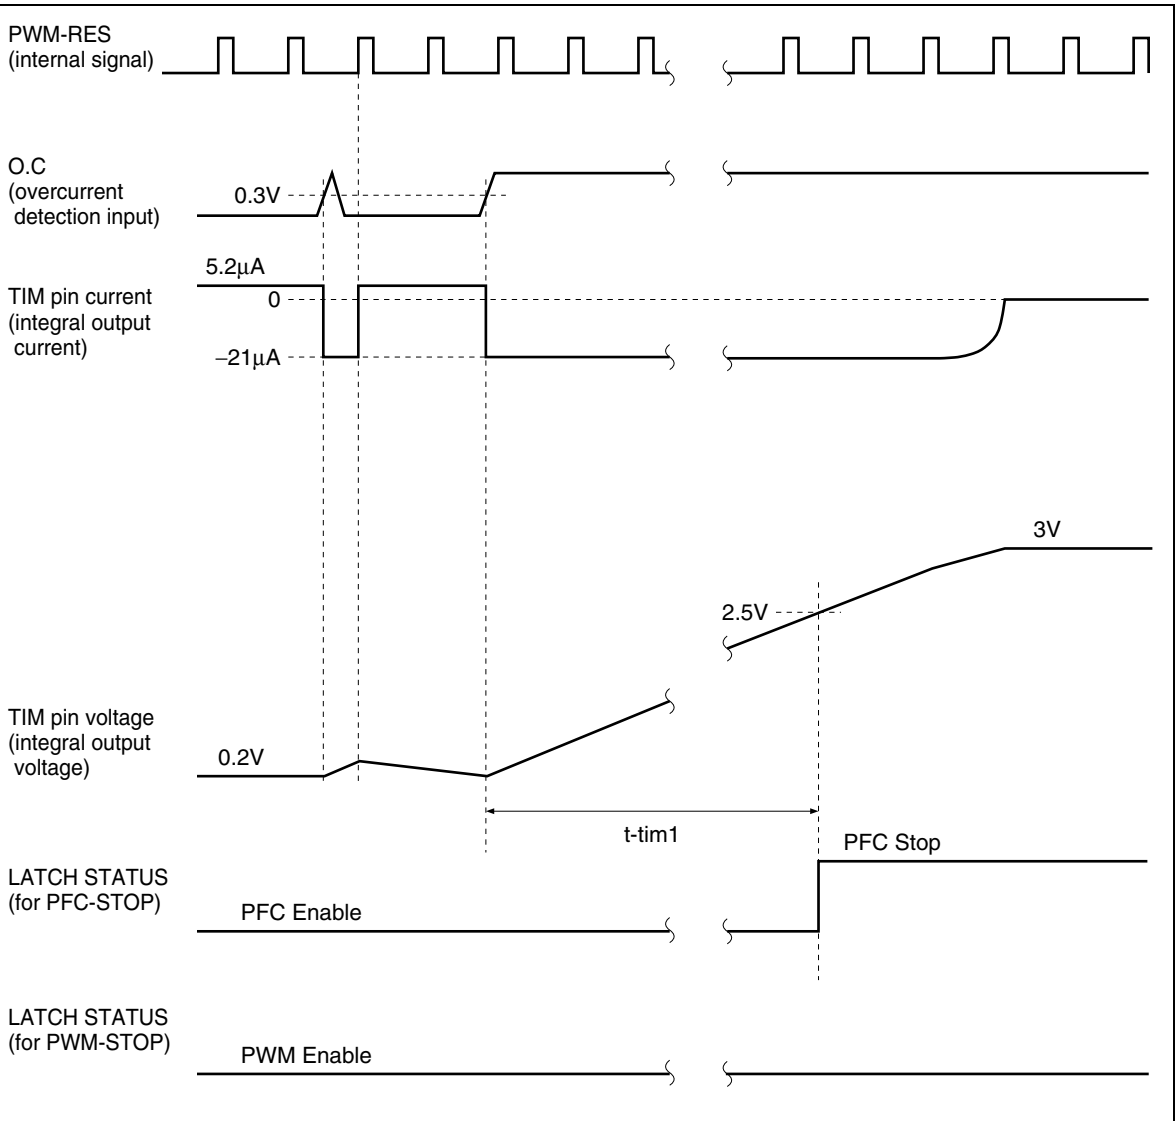 PWM-RES
(internal signal)
O.C
(overcurrent
detection input)
0.3V
5.2μA
TIM pin current
(integral output
current)
0
–21μA
3V
2.5V
TIM pin voltage
(integral output
voltage)
0.2V
t-tim1
PFC Stop
LATCH STATUS
(for PFC-STOP)
PFC Enable
LATCH STATUS
(for PWM-STOP)
PWM Enable